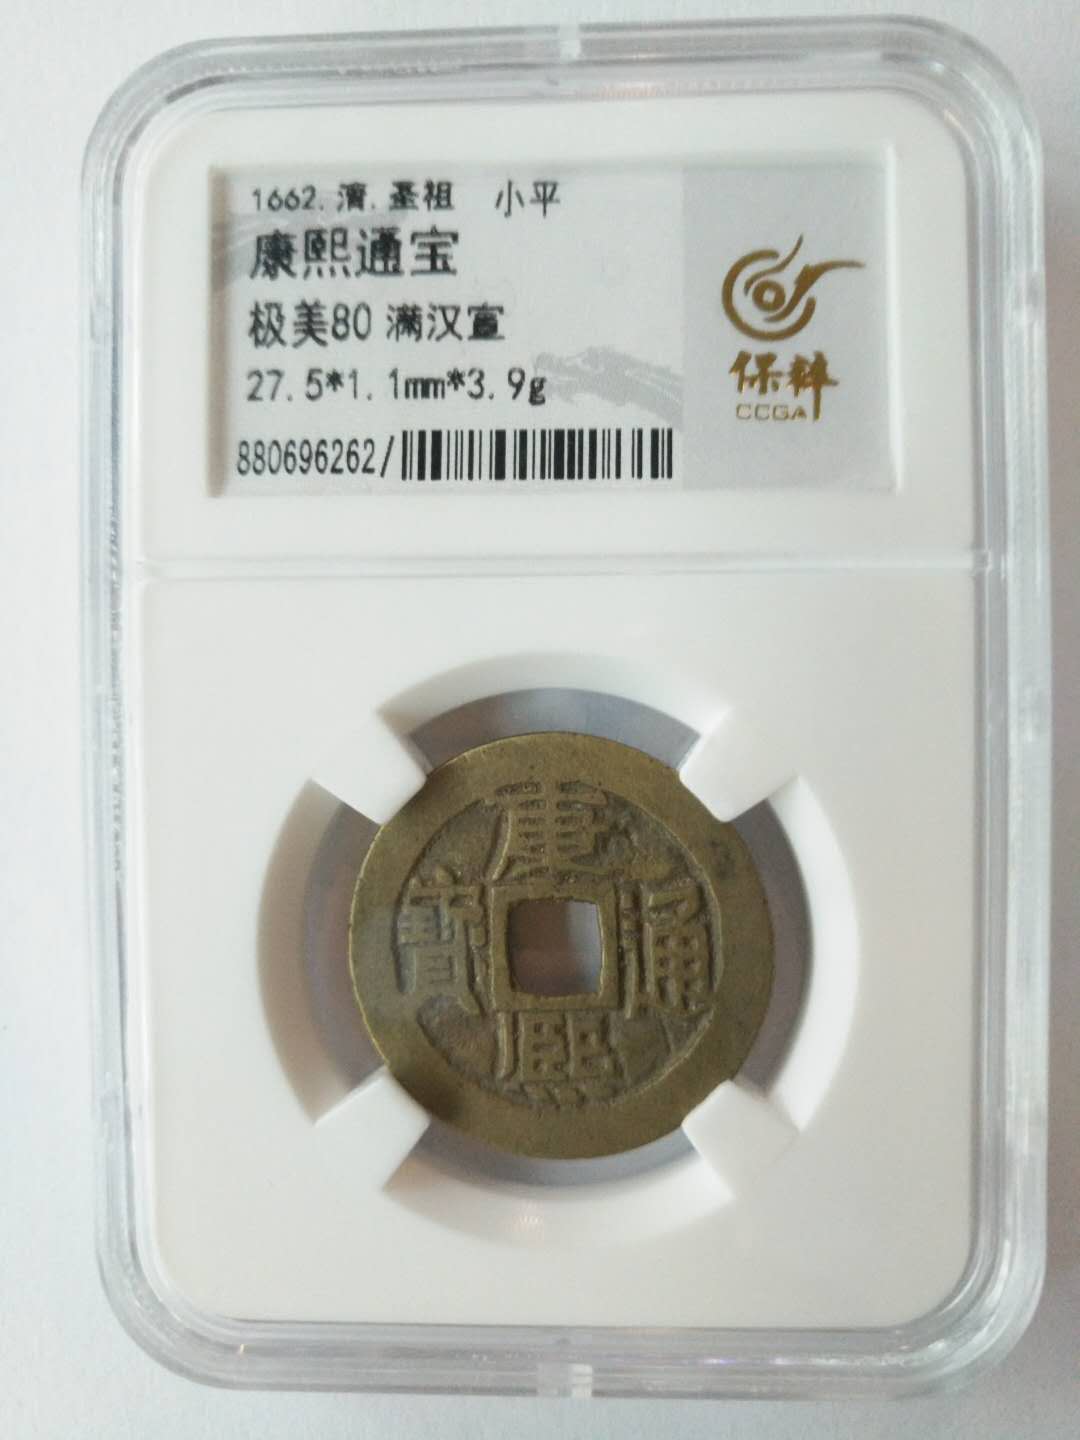 1662.清.圣祖 小平
康熙通宝
极美80 满汉宣
27.5*1.1mm*3.9g
880696262/
保粹
CCGA
康熙通寶